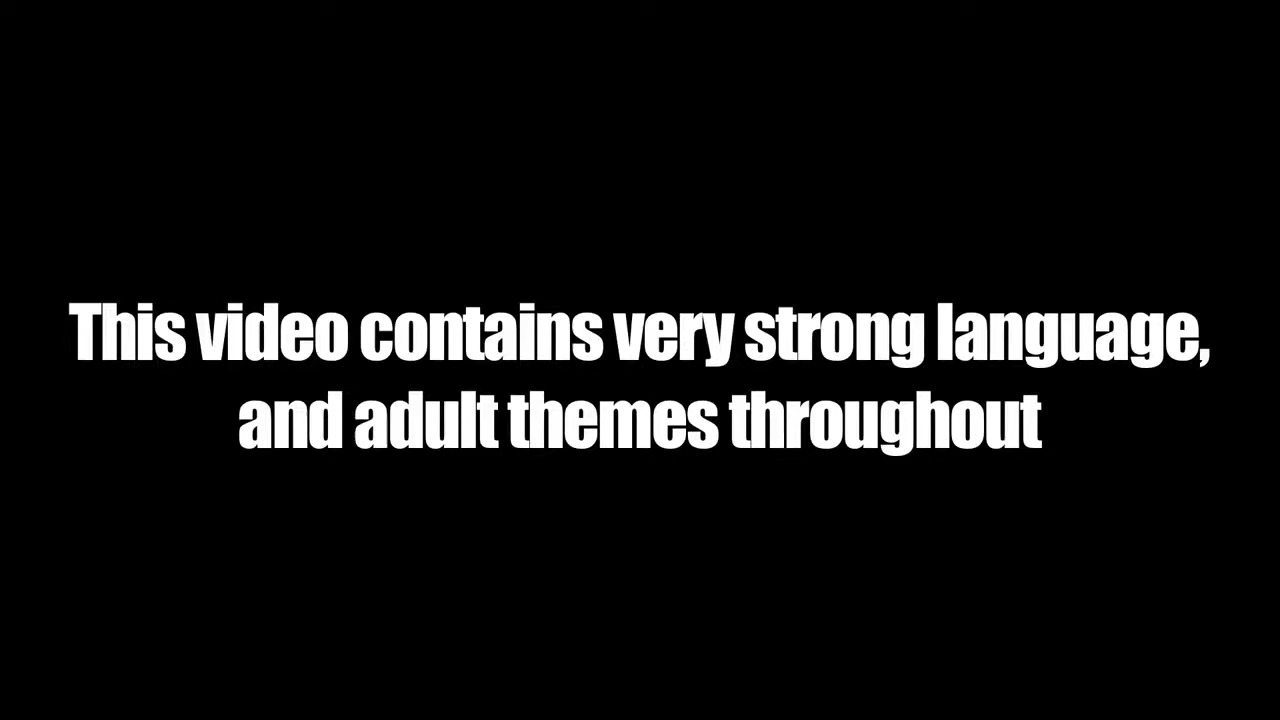 This video contains very strong language,
and adult themes throughout